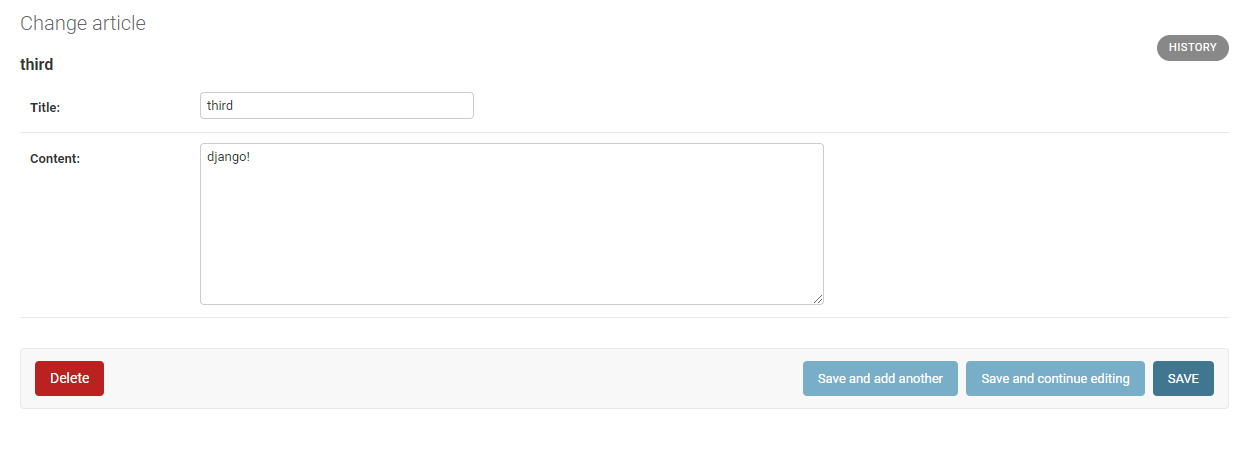 Change article
HISTORY
third
Title:
third
Content:
django!
Delete
Save and add another
Save and continue editing
SAVE